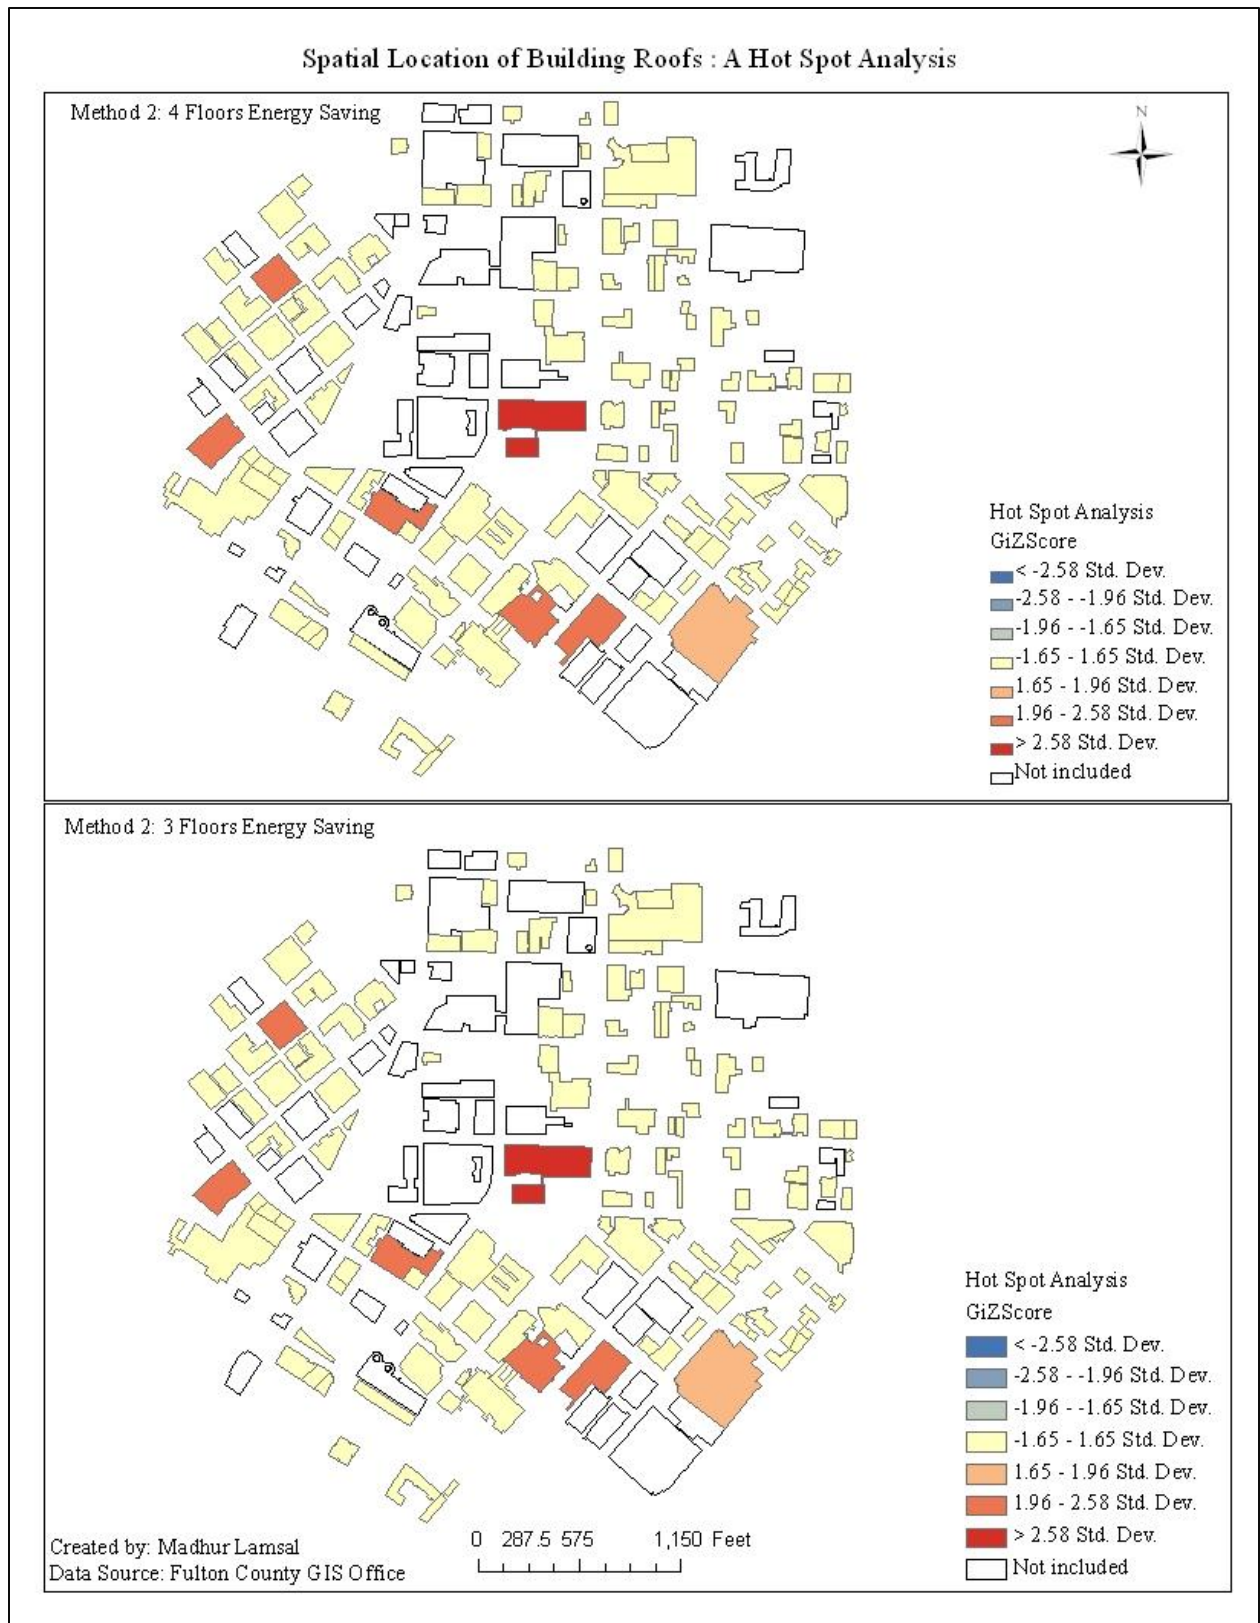 Spatial Location of Building Roofs : A Hot Spot Analysis
Method 2: 4 Floors Energy Saving
N
Hot Spot Analysis
GiZScore
< -2.58 Std. Dev.
-2.58 - -1.96 Std. Dev.
-1.96 - -1.65 Std. Dev.
-1.65 - 1.65 Std. Dev.
1.65 - 1.96 Std. Dev.
1.96 - 2.58 Std. Dev.
> 2.58 Std. Dev.
Not included
Method 2: 3 Floors Energy Saving
Hot Spot Analysis
GiZScore
< -2.58 Std. Dev.
-2.58 - -1.96 Std. Dev.
-1.96 - -1.65 Std. Dev.
-1.65 - 1.65 Std. Dev.
1.65 - 1.96 Std. Dev.
1.96 - 2.58 Std. Dev.
> 2.58 Std. Dev.
Not included
0 287.5 575 1,150 Feet
Created by: Madhur Lamsal
Data Source: Fulton County GIS Office